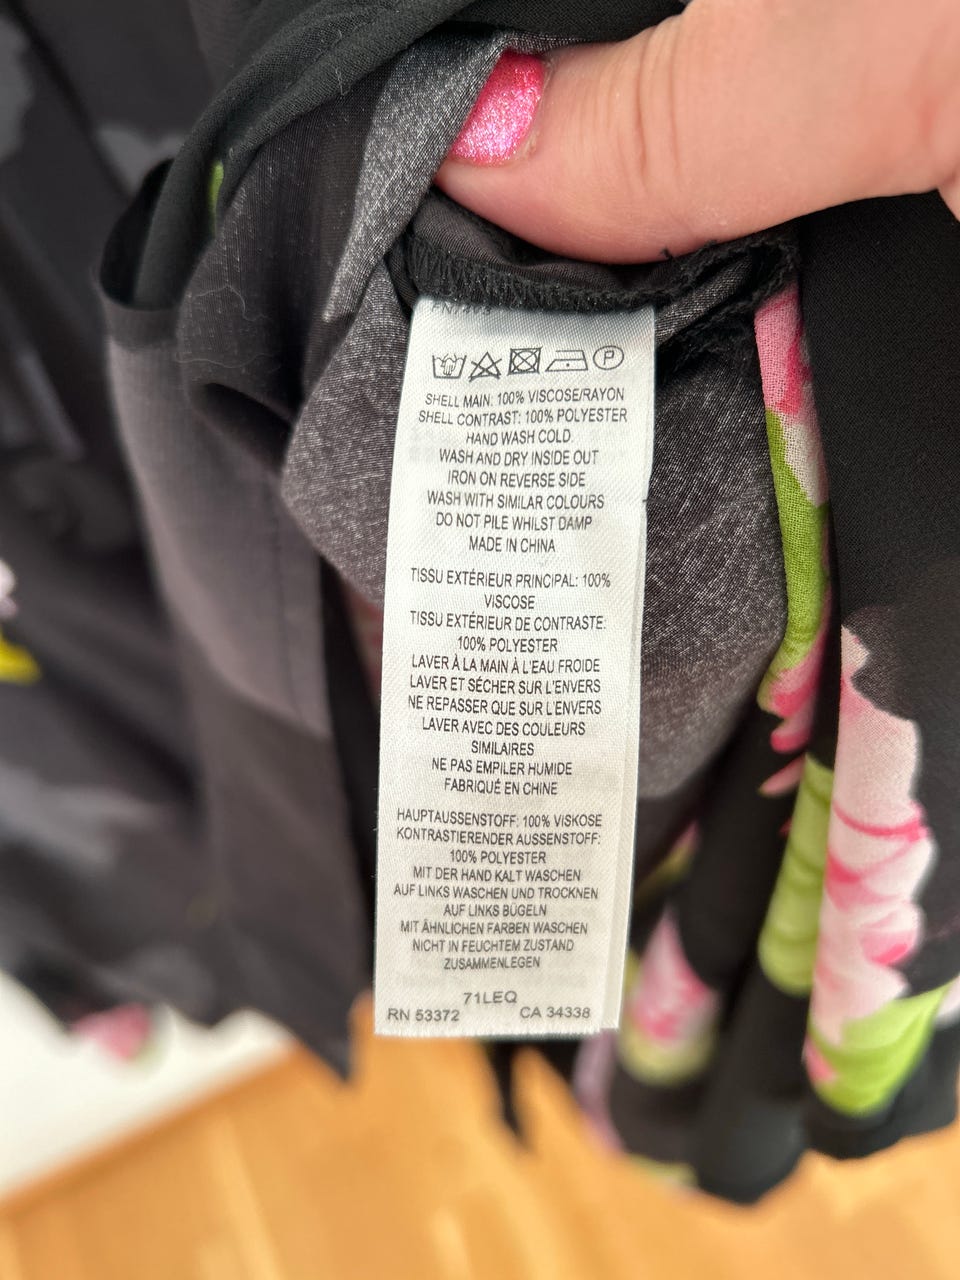 P
SHELL MAIN: 100% VISCOSE/RAYON
SHELL CONTRAST: 100% POLYESTER
HAND WASH COLD.
WASH AND DRY INSIDE OUT
IRON ON REVERSE SIDE
WASH WITH SIMILAR COLOURS
DO NOT PILE WHILST DAMP
MADE IN CHINA
TISSU EXTÉRIEUR PRINCIPAL: 100%
VISCOSE
TISSU EXTÉRIEUR DE CONTRASTE:
100% POLYESTER
LAVER À LA MAIN À L'EAU FROIDE
LAVER ET SÉCHER SUR L'ENVERS
NE REPASSER QUE SUR L'ENVERS
LAVER AVEC DES COULEURS
SIMILAIRES
NE PAS EMPILER HUMIDE
FABRIQUÉ EN CHINE
HAUPTAUSSENSTOFF: 100% VISKOSE
KONTRASTIERENDER AUSSENSTOFF:
100% POLYESTER
MIT DER HAND KALT WASCHEN
AUF LINKS WASCHEN UND TROCKNEN
AUF LINKS BÜGELN
MIT ÄHNLICHEN FARBEN WASCHEN
NICHT IN FEUCHTEM ZUSTAND
ZUSAMMENLEGEN
71LEQ
RN 53372 CA 34338